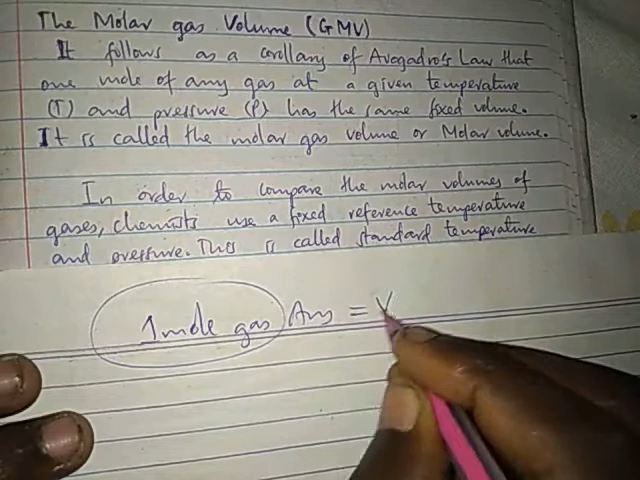 The Molar gas Volume (GMV)
It follows as a corollary of Avogadro's Law that
one mole of any gas at a given temperature
(T) and pressure (P) has the same fixed volume.
It is called the molar gas volume or Molar volume.
In order to compare the molar volumes of
gases, chemists use a fixed reference temperature
and pressure. This is called standard temperature
1 mole gas Ans = V